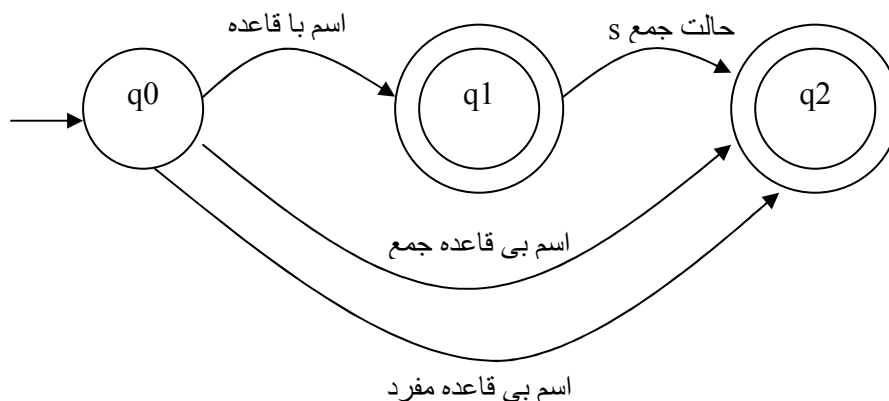 اسم با قاعده
حالت جمع s
q0
q1
q2
اسم بی قاعده جمع
اسم بی قاعده مفرد